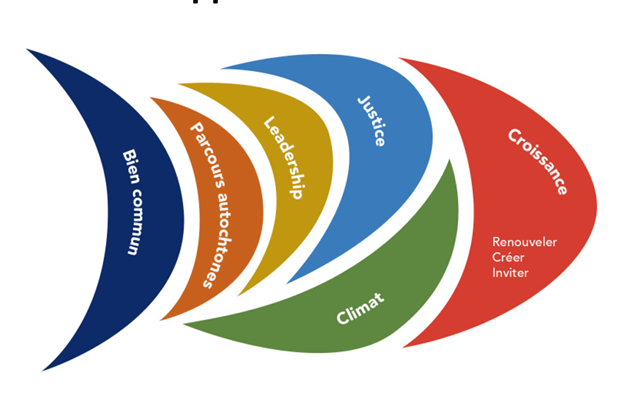 Bien commun
Parcours autochtones
Leadership
Justice
Climat
Croissance
Renouveler
Créer
Inviter